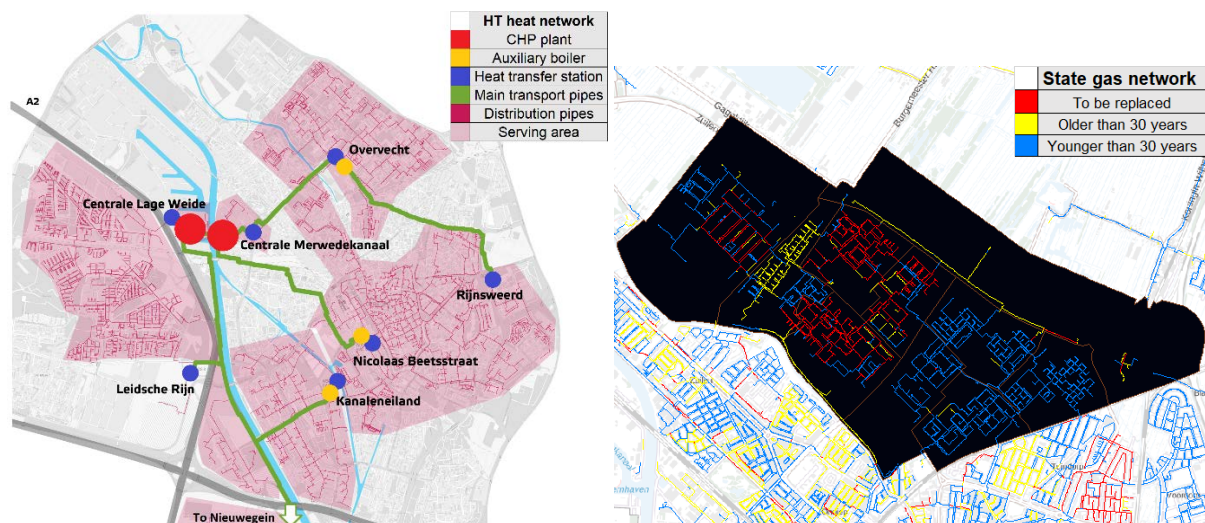 HT heat network
CHP plant
Auxiliary boiler
Heat transfer station
Main transport pipes
Distribution pipes
Serving area
A2
Overvecht
Centrale Lage Weide
Centrale Merwedekanaal
Rijnsweerd
Nicolaas Beetsstraat
Leidsche Rijn
Kanaleneiland
To Nieuwegein
State gas network
To be replaced
Older than 30 years
Younger than 30 years
Zuilen